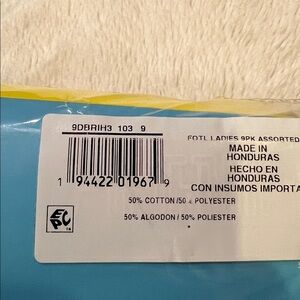 9DBRIH3 103 9
FOTL LADIES 9PK ASSORTED
MADE IN
HONDURAS
HECHO EN
HONDURAS
CON INSUMOS IMPORTA
1 94422 01967 9
50% COTTON/50% POLYESTER
50% ALGODON/50% POLIESTER
EPC